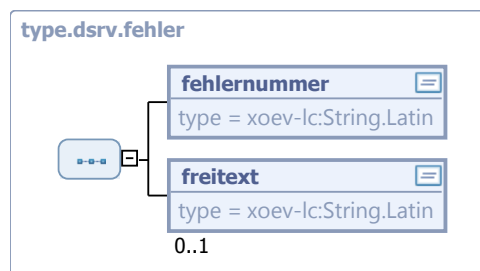 type.dsrv.fehler
fehlernummer
type = xoev-lc:String.Latin
freitext
type = xoev-lc:String.Latin
0..1